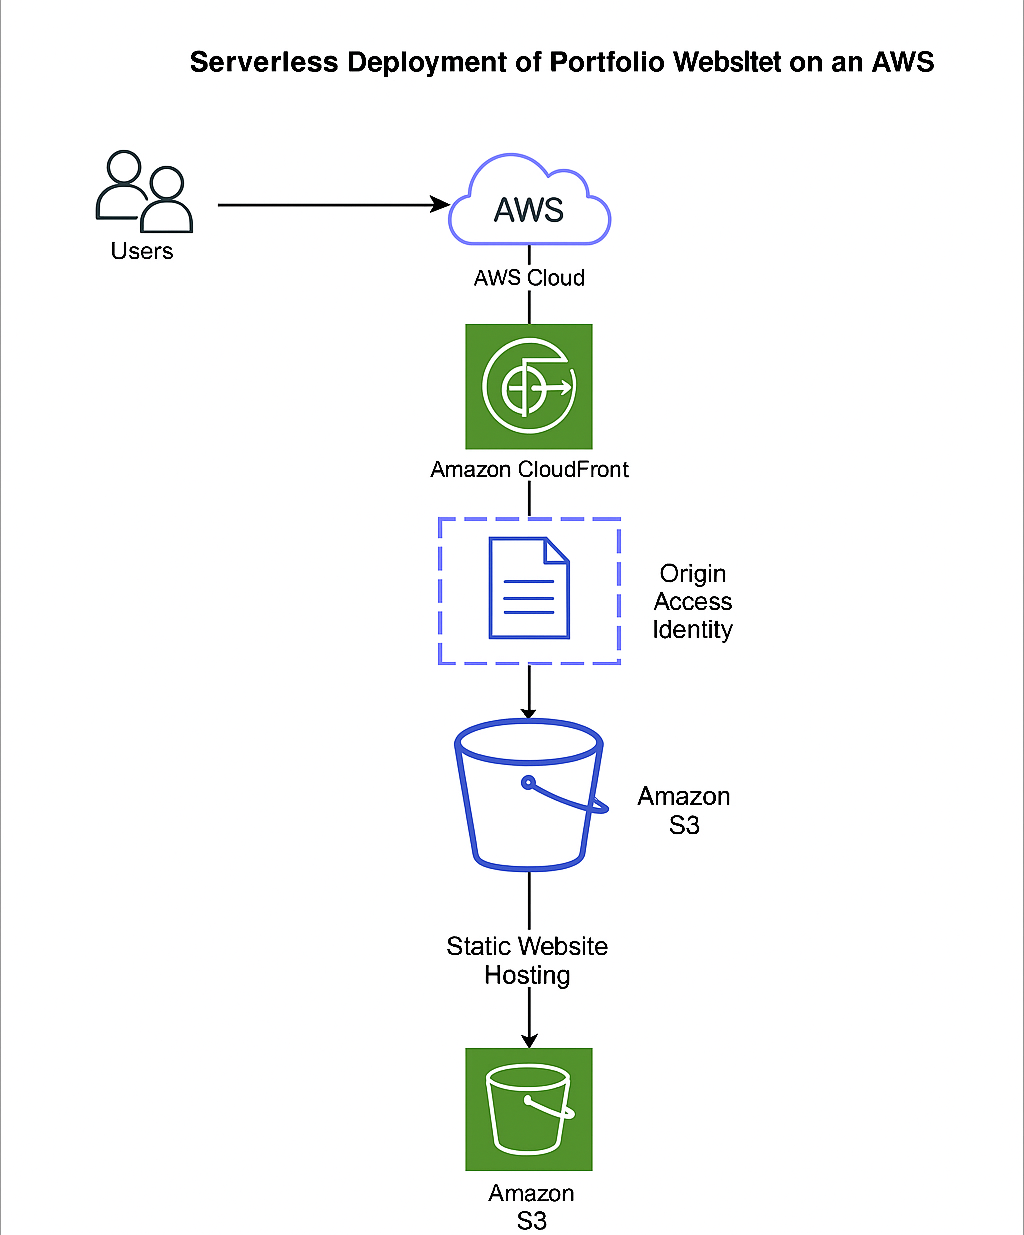 Serverless Deployment of Portfolio Websltet on an AWS
AWS
Users
AWS Cloud
Amazon CloudFront
Origin
Access
Identity
Amazon
S3
Static Website
Hosting
Amazon
S3